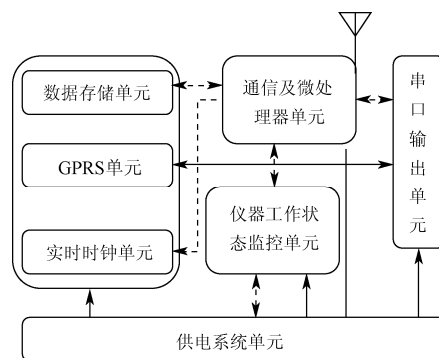 数据存储单元
GPRS单元
实时时钟单元
通信及微处
理器单元
仪器工作状
态监控单元
串
口
输
出
单
元
供电系统单元